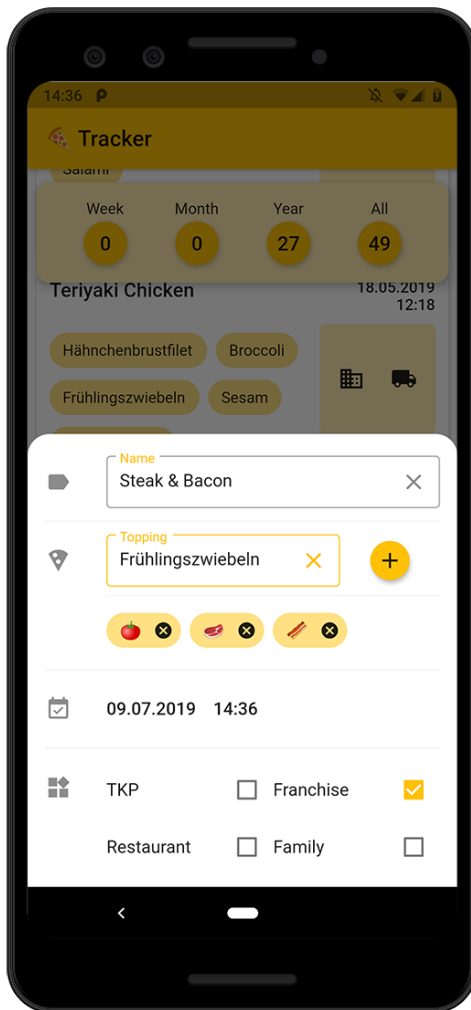 14:36
Tracker
Salami
Week Month Year All
0 0 27 49
Teriyaki Chicken
18.05.2019
12:18
Hähnchenbrustfilet Broccoli
Frühlingszwiebeln Sesam
Name
Steak & Bacon
Topping
Frühlingszwiebeln
09.07.2019 14:36
TKP Franchise
Restaurant Family